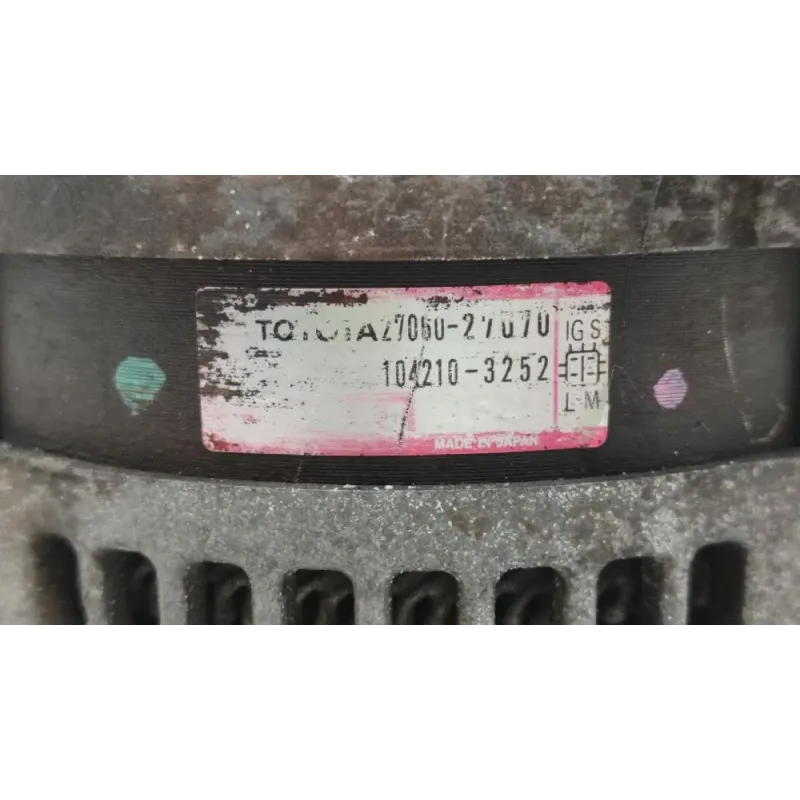 TOYOTA 27060-27070
104210-3252
IG S
L M
MADE IN JAPAN